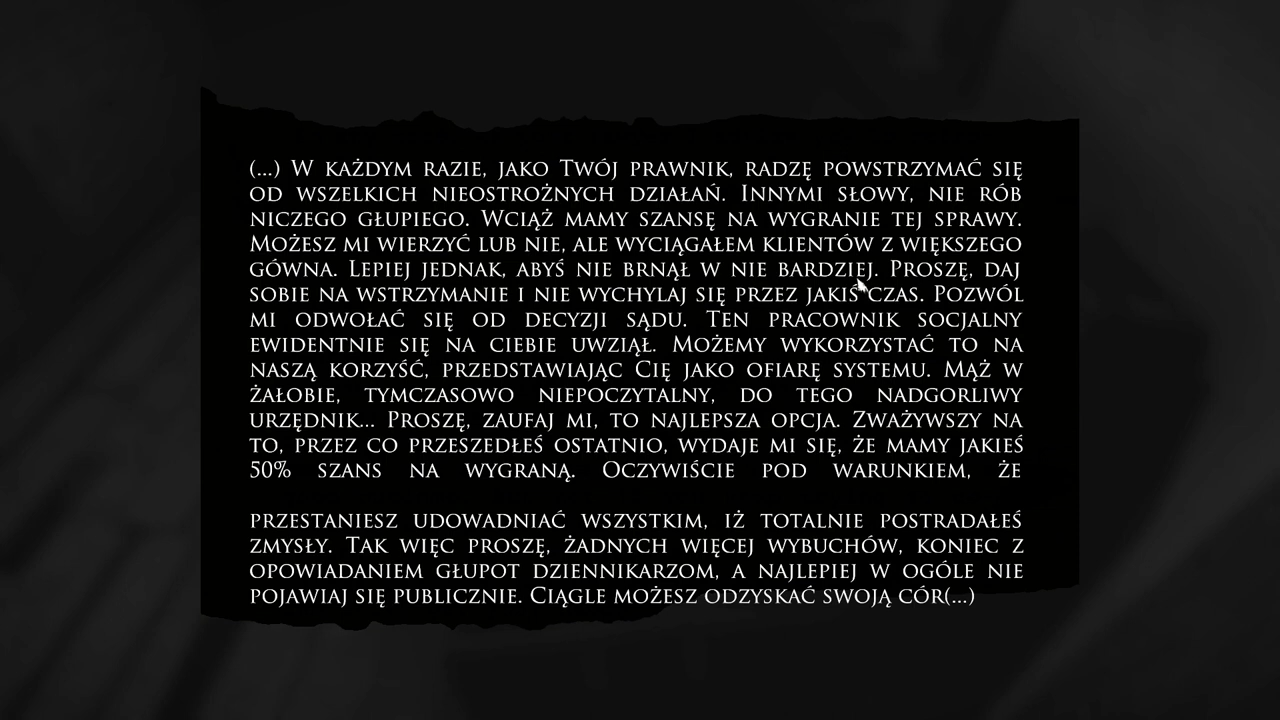 (...) W KAŻDYM RAZIE, JAKO TWÓJ PRAWNIK, RADZĘ POWSTRZYMAĆ SIĘ
OD WSZELKICH NIEOSTROŻNYCH DZIAŁAŃ. INNYMI SŁOWY, NIE RÓB
NICZEGO GŁUPIEGO. WCIĄŻ MAMY SZANSĘ NA WYGRANIE TEJ SPRAWY.
MOŻESZ MI WIERZYĆ LUB NIE, ALE WYCIĄGAŁEM KLIENTÓW Z WIĘKSZEGO
GÓWNA. LEPIEJ JEDNAK, ABYŚ NIE BRNĄŁ W NIE BARDZIEJ. PROSZĘ, DAJ
SOBIE NA WSTRZYMANIE I NIE WYCHYLAJ SIĘ PRZEZ JAKIŚ CZAS. POZWÓL
MI ODWOŁAĆ SIĘ OD DECYZJI SĄDU. TEN PRACOWNIK SOCJALNY
EWIDENTNIE SIĘ NA CIEBIE UWZIĄŁ. MOŻEMY WYKORZYSTAĆ TO NA
NASZĄ KORZYŚĆ, PRZEDSTAWIAJĄC CIĘ JAKO OFIARĘ SYSTEMU. MĄŻ W
ŻAŁOBIE, TYMCZASOWO NIEPOCZYTALNY, DO TEGO NADGORLIWY
URZĘDNIK... PROSZĘ, ZAUFAJ MI, TO NAJLEPSZA OPCJA. ZWAŻYWSZY NA
TO, PRZEZ CO PRZESZEDŁEŚ OSTATNIO, WYDAJE MI SIĘ, ŻE MAMY JAKIEŚ
50% SZANS NA WYGRANĄ. OCZYWIŚCIE POD WARUNKIEM, ŻE
PRZESTANIESZ UDOWADNIAĆ WSZYSTKIM, IŻ TOTALNIE POSTRADAŁEŚ
ZMYSŁY. TAK WIĘC PROSZĘ, ŻADNYCH WIĘCEJ WYBUCHÓW, KONIEC Z
OPOWIADANIEM GŁUPOT DZIENNIKARZOM, A NAJLEPIEJ W OGÓLE NIE
POJAWIAJ SIĘ PUBLICZNIE. CIĄGLE MOŻESZ ODZYSKAĆ SWOJĄ CÓR(...)